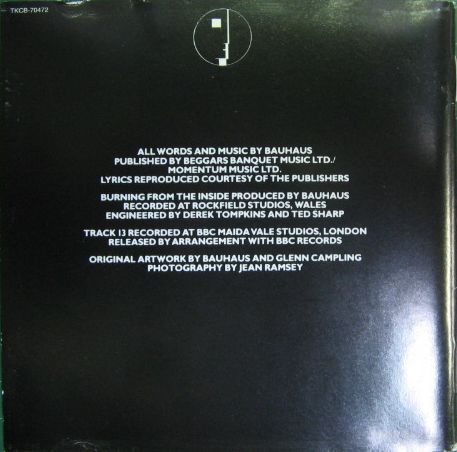 TKCB-70472
ALL WORDS AND MUSIC BY BAUHAUS
PUBLISHED BY BEGGARS BANQUET MUSIC LTD./
MOMENTUM MUSIC LTD.
LYRICS REPRODUCED COURTESY OF THE PUBLISHERS
BURNING FROM THE INSIDE PRODUCED BY BAUHAUS
RECORDED AT ROCKFIELD STUDIOS, WALES
ENGINEERED BY DEREK TOMPKINS AND TED SHARP
TRACK 13 RECORDED AT BBC MAIDA VALE STUDIOS, LONDON
RELEASED BY ARRANGEMENT WITH BBC RECORDS
ORIGINAL ARTWORK BY BAUHAUS AND GLENN CAMPLING
PHOTOGRAPHY BY JEAN RAMSEY